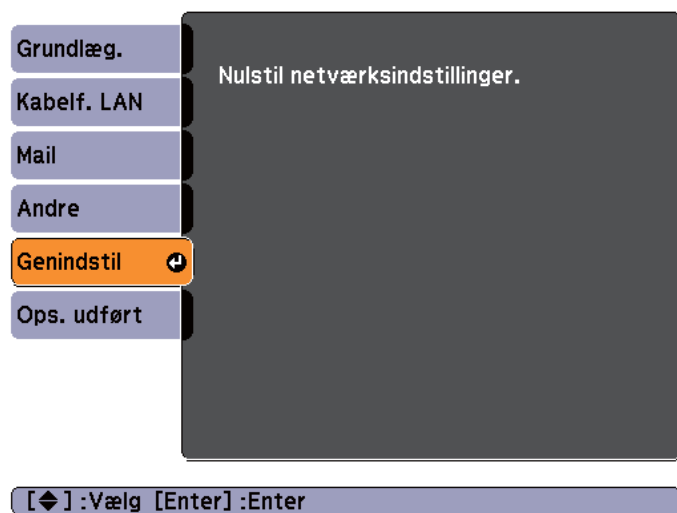 Grundlæg.
Kabelf. LAN
Mail
Andre
Genindstil
Ops. udført
Nulstil netværksindstillinger.
[◆] :Vælg [Enter] :Enter